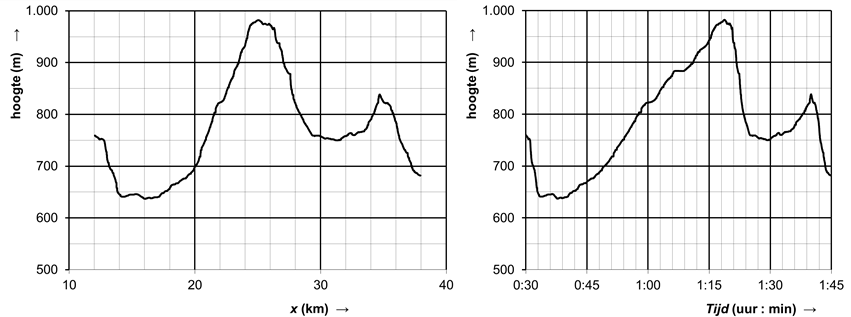 hoogte (m) →
1.000
900
800
700
600
500
10 20 30 40
x (km) →
hoogte (m) →
1.000
900
800
700
600
500
0:30 0:45 1:00 1:15 1:30 1:45
Tijd (uur : min) →